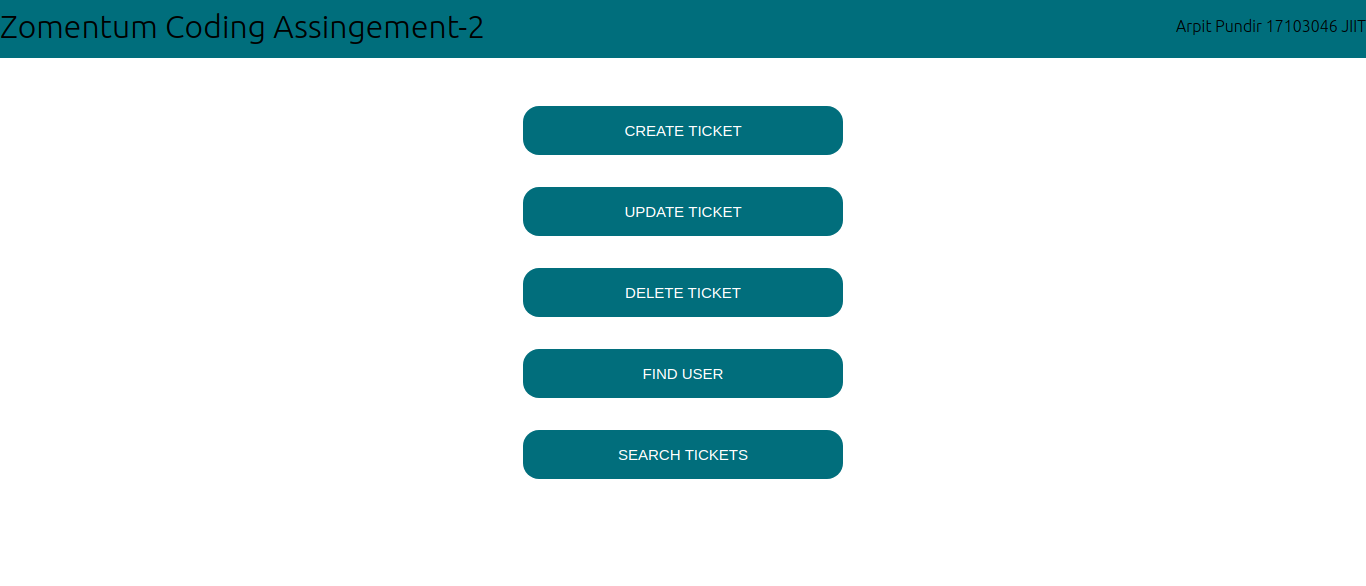 Zomentum Coding Assingement-2
Arpit Pundir 17103046 JIIT
CREATE TICKET
UPDATE TICKET
DELETE TICKET
FIND USER
SEARCH TICKETS